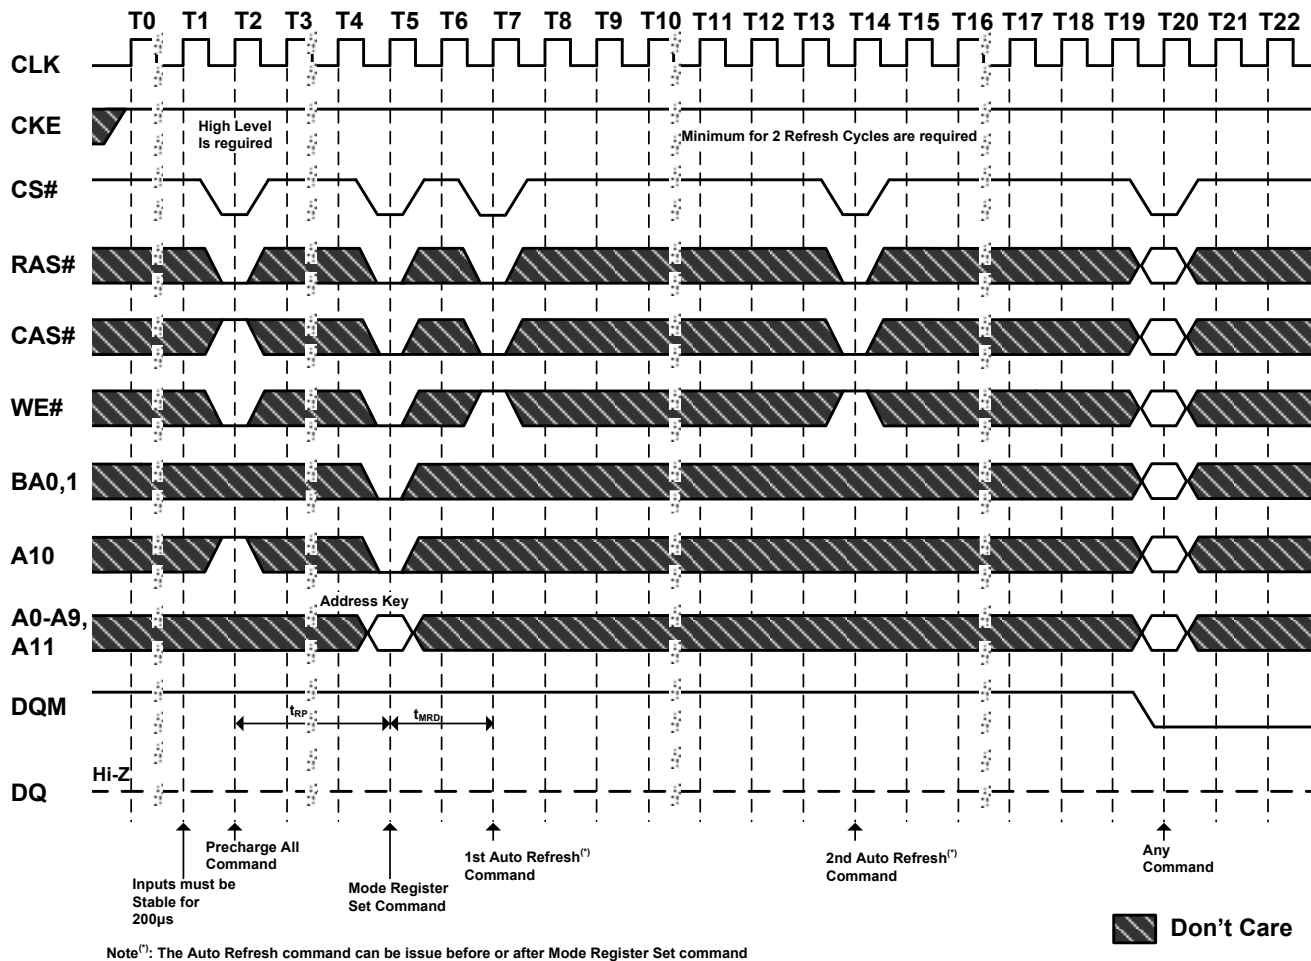 T0 T1 T2 T3 T4 T5 T6 T7 T8 T9 T10 T11 T12 T13 T14 T15 T16 T17 T18 T19 T20 T21 T22
CLK
CKE
High Level
Is reguired
Minimum for 2 Refresh Cycles are required
CS#
RAS#
CAS#
WE#
BA0,1
A10
Address Key
A0-A9,
A11
DQM
tRP
tMRD
Hi-Z
DQ
Precharge All
Command
Inputs must be
Stable for
200µs
Mode Register
Set Command
1st Auto Refresh(*)
Command
2nd Auto Refresh(*)
Command
Any
Command
Don't Care
Note(*): The Auto Refresh command can be issue before or after Mode Register Set command